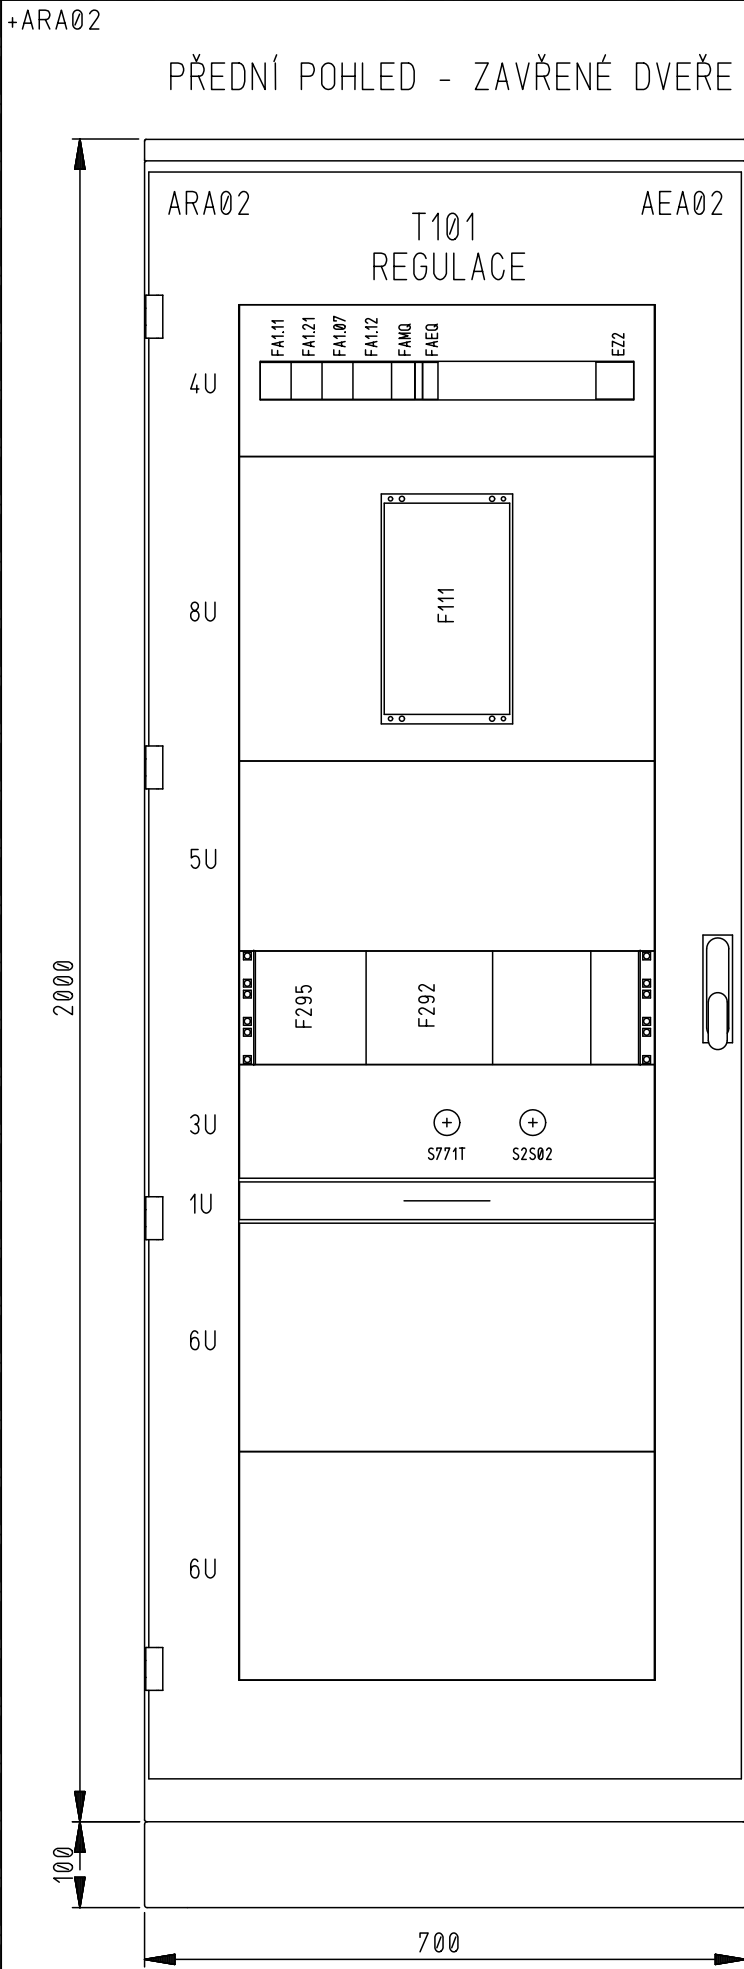 +ARA02
PŘEDNÍ POHLED - ZAVŘENÉ DVEŘE
ARA02
AEA02
T101
REGULACE
FA1.11
FA1.21
FA1.07
FA1.12
FAMQ
FAEQ
EZ2
4U
F111
8U
5U
2000
F295
F292
3U
S771T
S2S02
1U
6U
6U
100
700